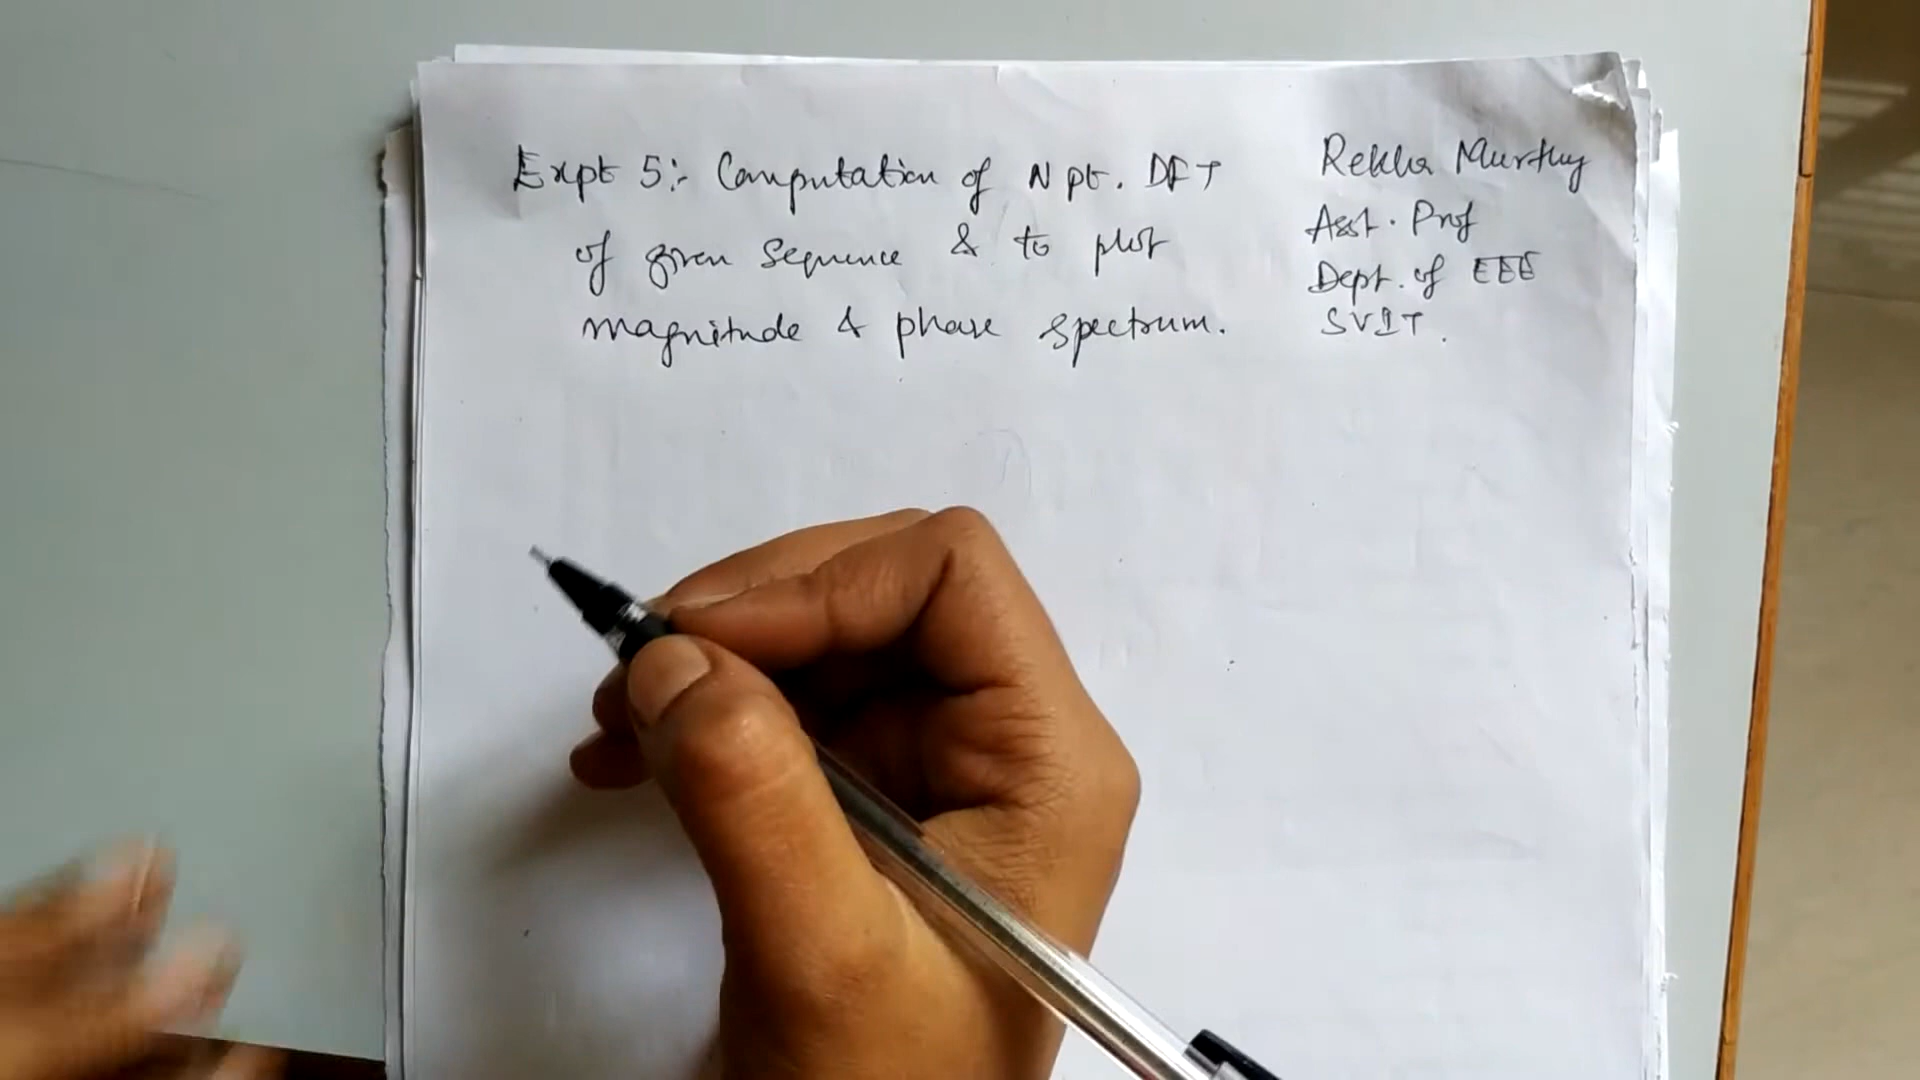 Expt 5:- Computation of N pt. DFT
of given sequence & to plot
magnitude & phase spectrum.
Rekha Murthy
Asst. Prof
Dept. of EEE
SVIT.